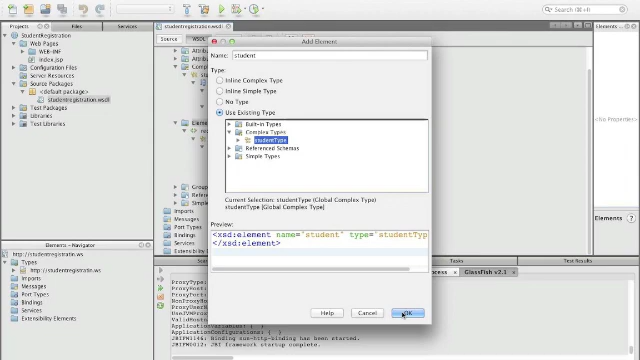 Projects
Files
Services
StudentRegistration
Web Pages
WEB-INF
index.jsp
Configuration Files
Server Resources
Source Packages
<default package>
studentregistration.wsdl
Test Packages
Libraries
Test Libraries
studentregistration.wsdl
Source
WSDL
Add Element
Name: student
Type:
Inline Complex Type
Inline Simple Type
No Type
Use Existing Type
Built-in Types
Complex Types
studentType
Referenced Schemas
Simple Types
Current Selection: studentType (Global Complex Type)
studentType [Global Complex Type]
Preview:
<xsd:element name="student" type="studentTyp
</xsd:element>
Help
Cancel
OK
Imports
Messages
Port Types
Bindings
Services
Extensibility
Elements
<No Properties>
Elements
Elements - Navigator
http://studentregistratin.ws
Types
http://studentregistratin.ws
Imports
Messages
Port Types
Bindings
Services
Extensibility Elements
Tasks
Test Results
GlassFish v2.1
ApplicationConfigurations: { }
JBI framework startup complete.